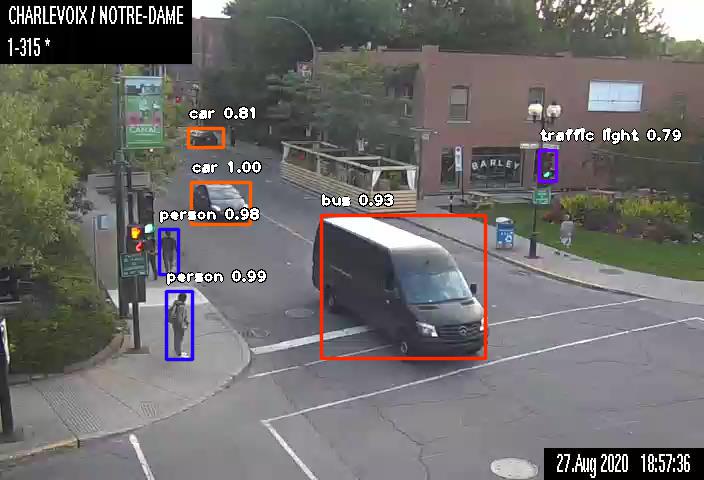 CHARLEVOIX / NOTRE-DAME
1-315 *
car 0.81
traffic light 0.79
car 1.00
CANAL
BARLEY
bus 0.93
person 0.98
person 0.99
27.Aug 2020 18:57:36